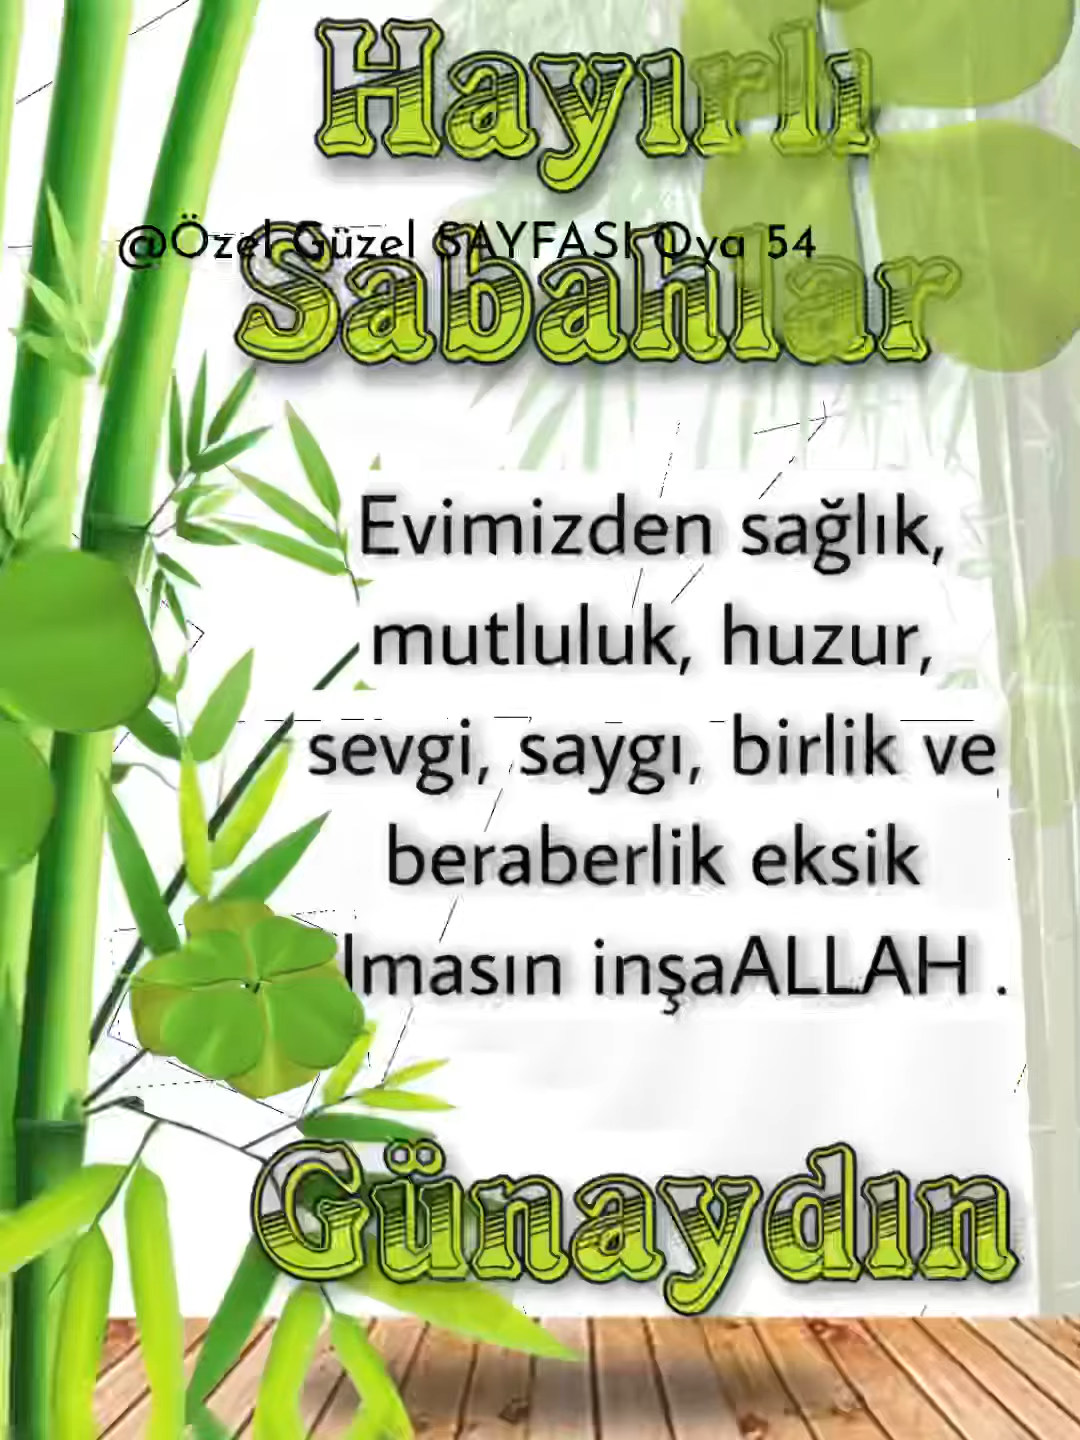 Hayırlı
@Özel Güzel SAYFASI Oya 54
Sabahlar
Evimizden sağlık,
mutluluk, huzur,
sevgi, saygı, birlik ve
beraberlik eksik
lmasın inşaALLAH .
Günaydın